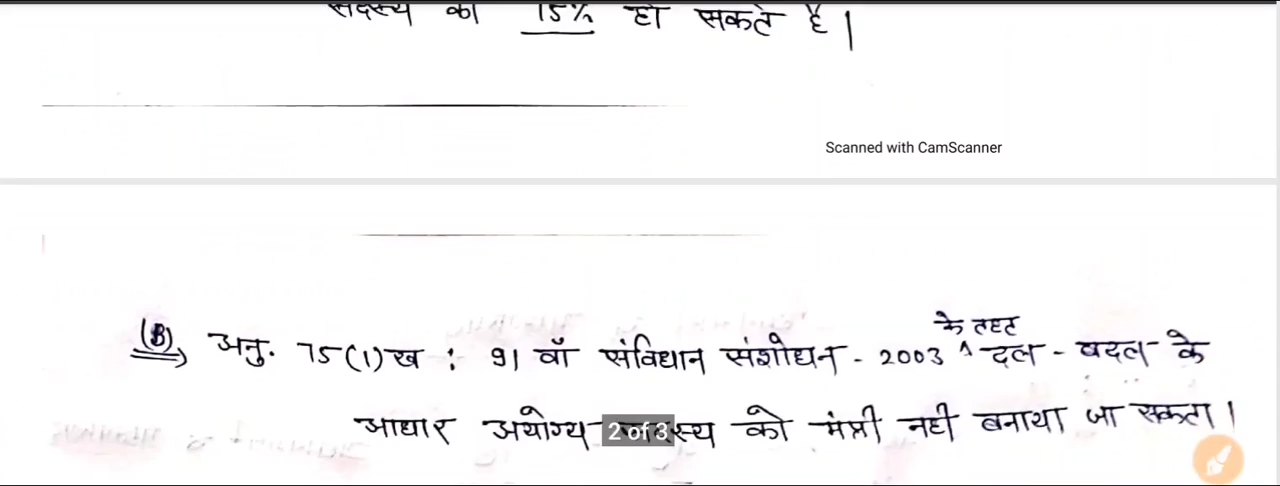 सदस्य का 15% हो सकते है |
Scanned with CamScanner
के तहत
(B) अनु. 75(1)ख : 91 वाँ संविधान संशोधन - 2003 ^ दल - बदल के
आधार अयोग्य सदस्य को मंत्री नही बनाया जा सकता |
2 of 3